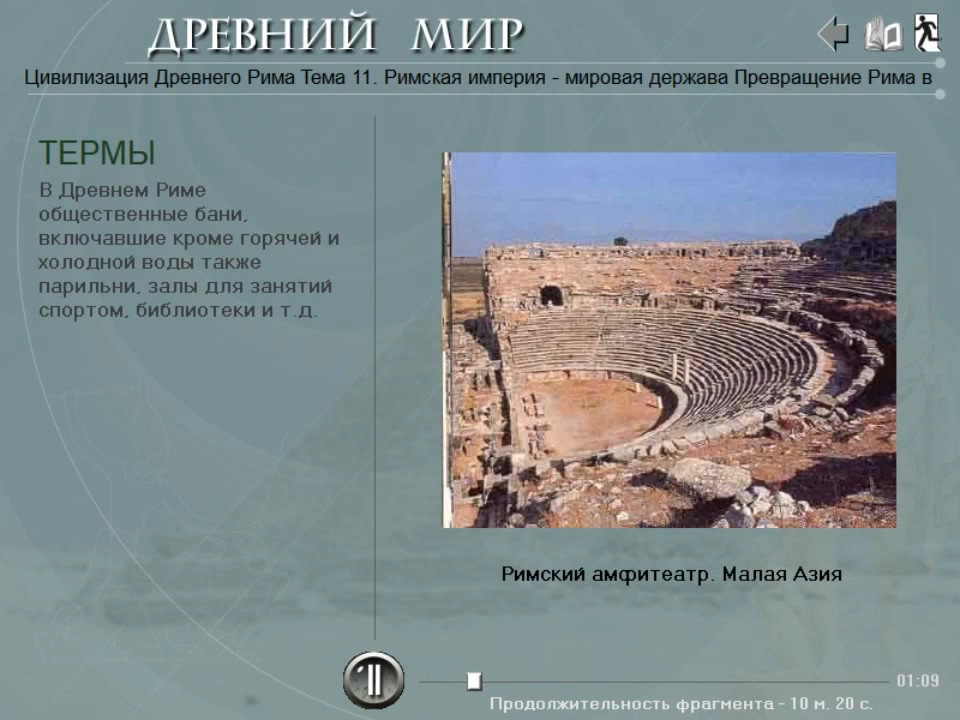 ДРЕВНИЙ МИР
Цивилизация Древнего Рима Тема 11. Римская империя - мировая держава Превращение Рима в
ТЕРМЫ
В Древнем Риме
общественные бани,
включавшие кроме горячей и
холодной воды также
парильни, залы для занятий
спортом, библиотеки и т.д.
Римский амфитеатр. Малая Азия
01:09
Продолжительность фрагмента - 10 м. 20 с.